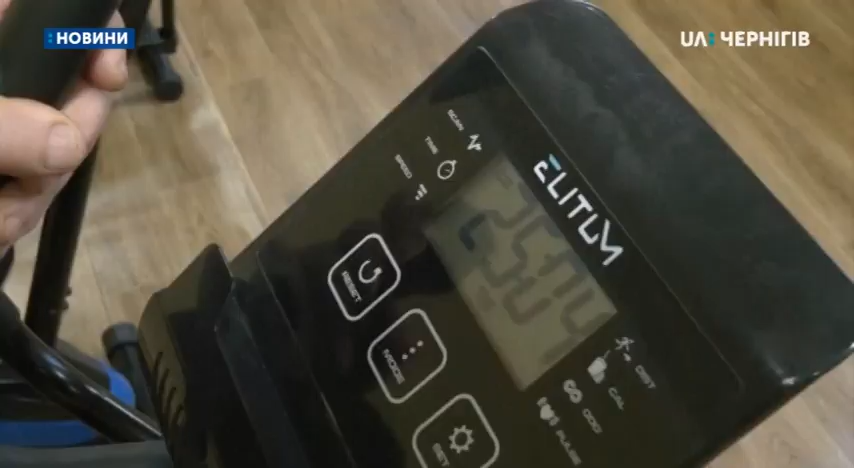 НОВИНИ
UA: ЧЕРНІГІВ
ELITUM
SCAN
TIME
SPEED
RESET
MODE
SET
DIST
CAL
ODO
PULSE